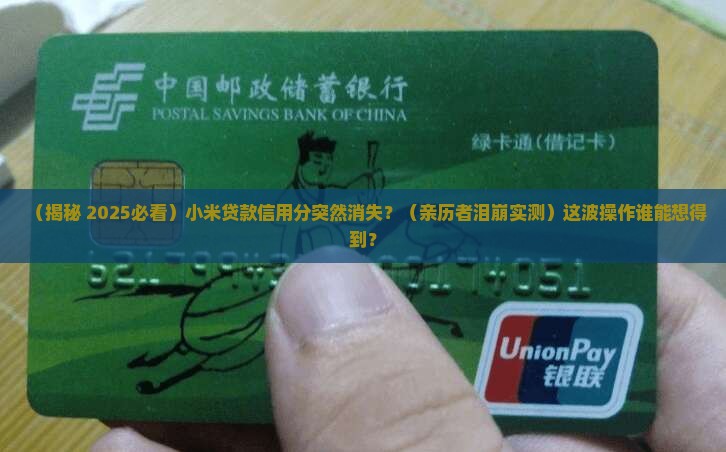 中国邮政储蓄银行
POSTAL SAVINGS BANK OF CHINA
绿卡通(借记卡)
（揭秘 2025必看）小米贷款信用分突然消失？（亲历者泪崩实测）这波操作谁能想得
到？
UnionPay
银联